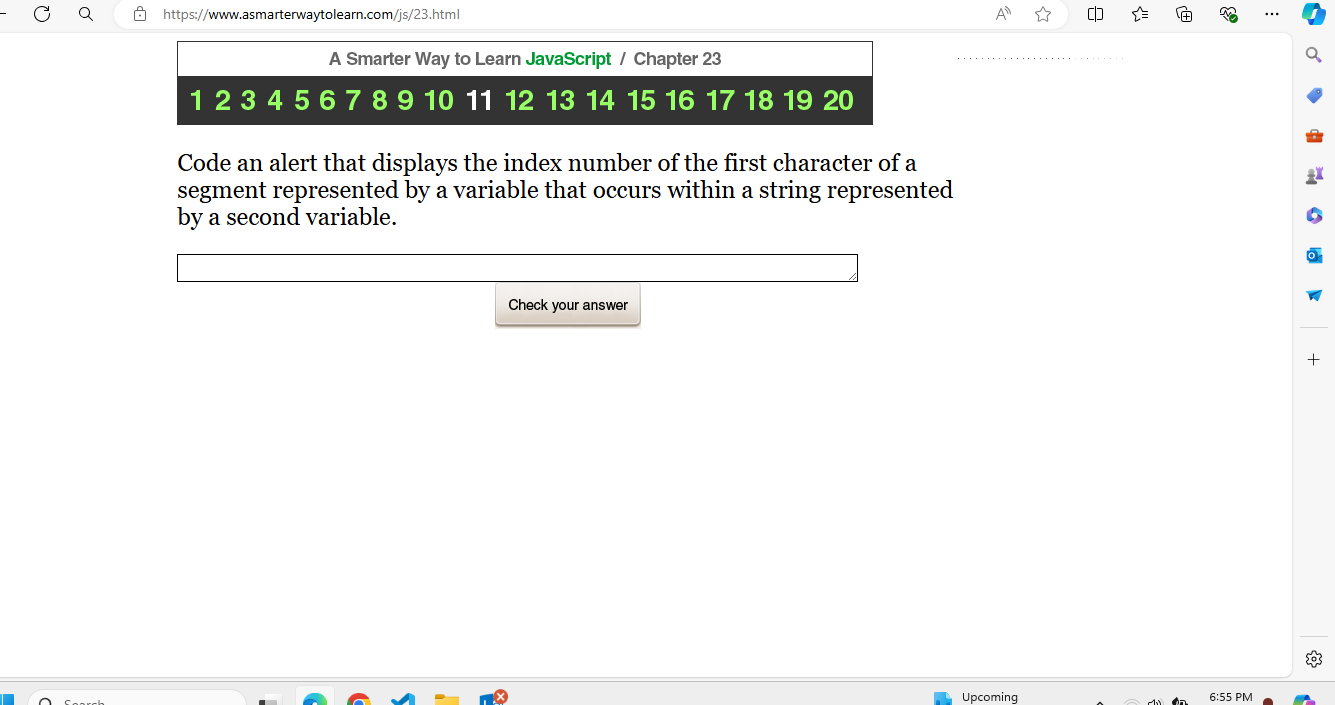 https://www.asmarterwaytolearn.com/js/23.html
A Smarter Way to Learn JavaScript / Chapter 23
1 2 3 4 5 6 7 8 9 10 11 12 13 14 15 16 17 18 19 20
Code an alert that displays the index number of the first character of a
segment represented by a variable that occurs within a string represented
by a second variable.
Check your answer
Search
Upcoming
6:55 PM